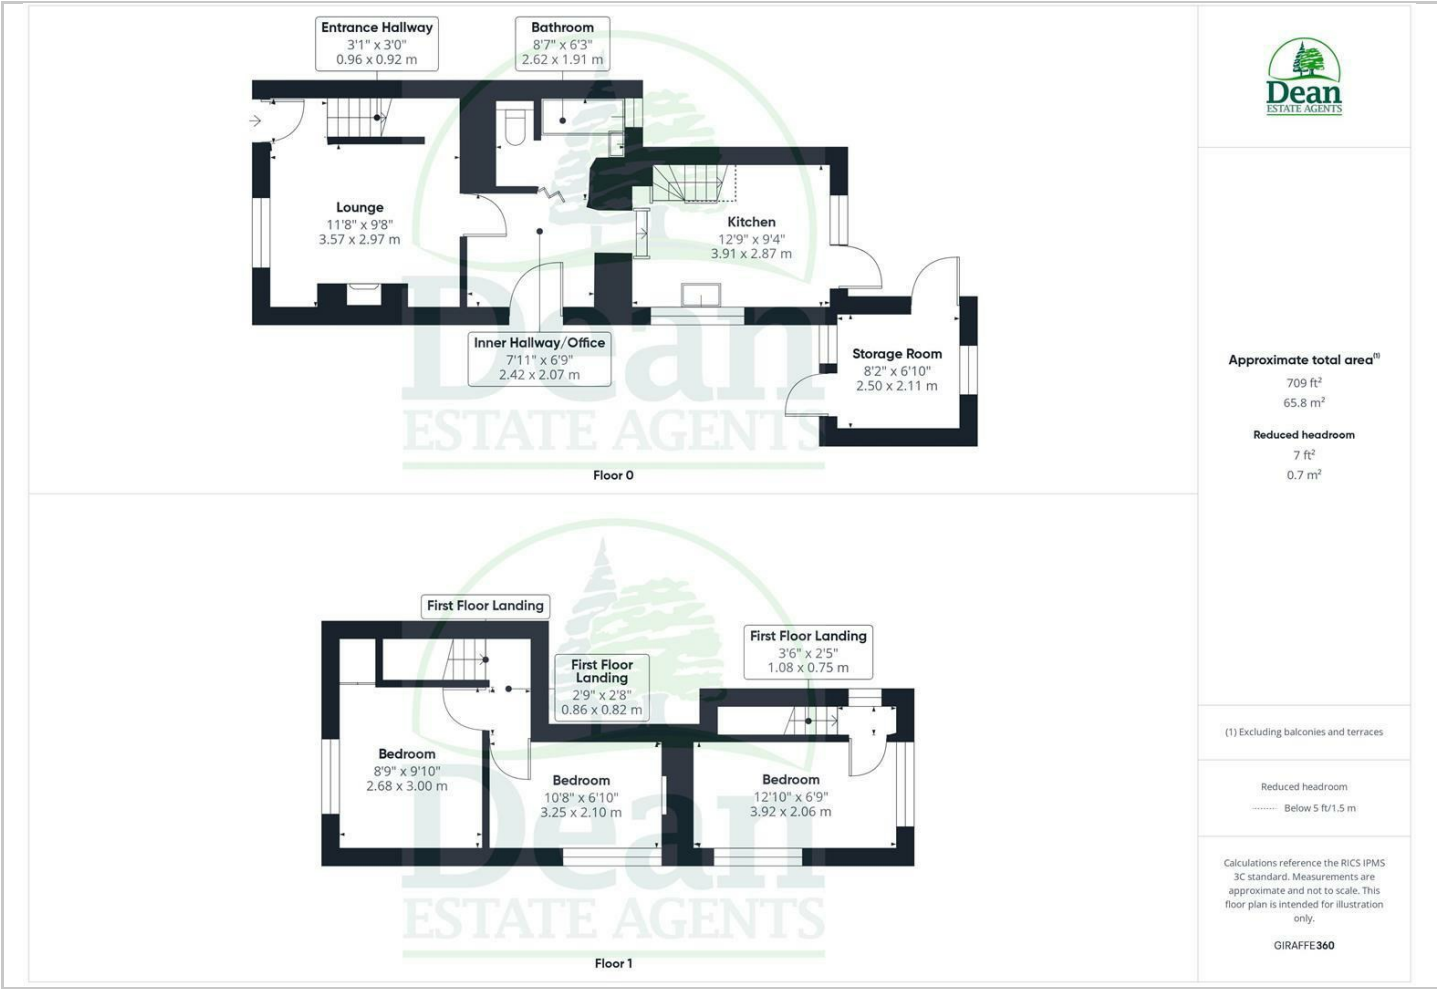 Entrance Hallway
3'1" x 3'0"
0.96 x 0.92 m
Bathroom
8'7" x 6'3"
2.62 x 1.91 m
Lounge
11'8" x 9'8"
3.57 x 2.97 m
Kitchen
12'9" x 9'4"
3.91 x 2.87 m
Inner Hallway/Office
7'11" x 6'9"
2.42 x 2.07 m
Storage Room
8'2" x 6'10"
2.50 x 2.11 m
Dean
ESTATE AGENTS
Floor 0
First Floor Landing
First Floor
Landing
2'9" x 2'8"
0.86 x 0.82 m
First Floor Landing
3'6" x 2'5"
1.08 x 0.75 m
Bedroom
8'9" x 9'10"
2.68 x 3.00 m
Bedroom
10'8" x 6'10"
3.25 x 2.10 m
Bedroom
12'10" x 6'9"
3.92 x 2.06 m
Dean
ESTATE AGENTS
Floor 1
Dean
ESTATE AGENTS
Approximate total area(1)
709 ft²
65.8 m²
Reduced headroom
7 ft²
0.7 m²
(1) Excluding balconies and terraces
Reduced headroom
Below 5 ft/1.5 m
Calculations reference the RICS IPMS
3C standard. Measurements are
approximate and not to scale. This
floor plan is intended for illustration
only.
GIRAFFE360